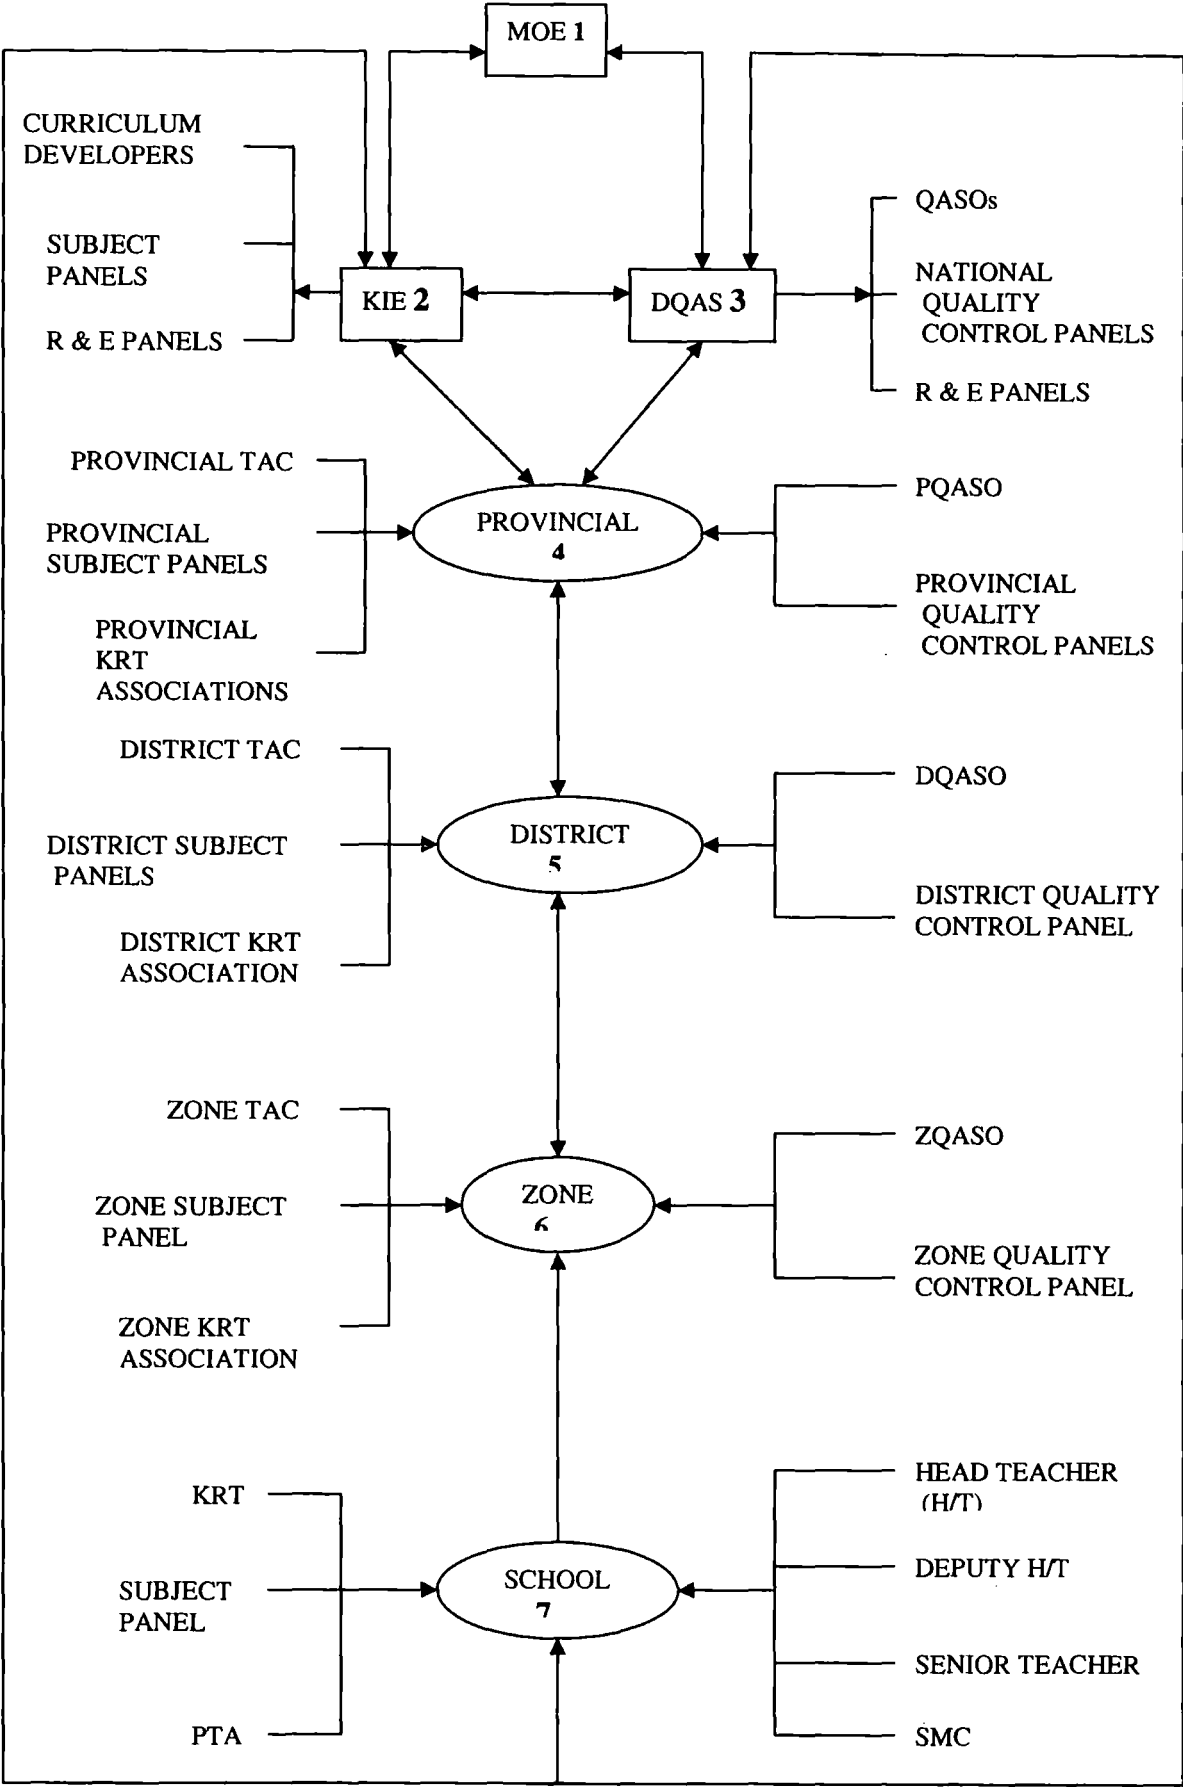 MOE 1
CURRICULUM
DEVELOPERS
SUBJECT
PANELS
R & E PANELS
KIE 2
DQAS 3
QASOs
NATIONAL
QUALITY
CONTROL PANELS
R & E PANELS
PROVINCIAL TAC
PROVINCIAL
SUBJECT PANELS
PROVINCIAL
KRT
ASSOCIATIONS
PROVINCIAL
4
PQASO
PROVINCIAL
QUALITY
CONTROL PANELS
DISTRICT TAC
DISTRICT SUBJECT
PANELS
DISTRICT KRT
ASSOCIATION
DISTRICT
5
DQASO
DISTRICT QUALITY
CONTROL PANEL
ZONE TAC
ZONE SUBJECT
PANEL
ZONE KRT
ASSOCIATION
ZONE
6
ZQASO
ZONE QUALITY
CONTROL PANEL
KRT
SUBJECT
PANEL
PTA
SCHOOL
7
HEAD TEACHER
(H/T)
DEPUTY H/T
SENIOR TEACHER
SMC